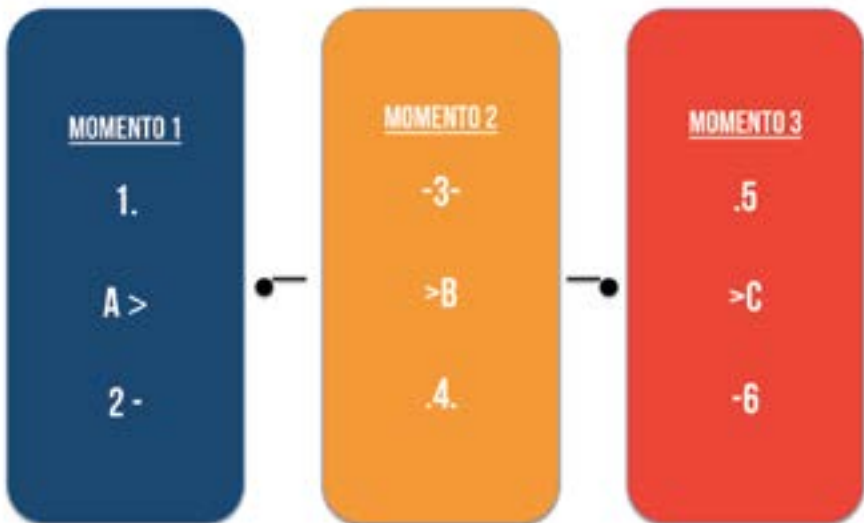 MOMENTO 1
1.
A >
2 -
MOMENTO 2
-3-
>B
.4.
MOMENTO 3
.5
>C
-6